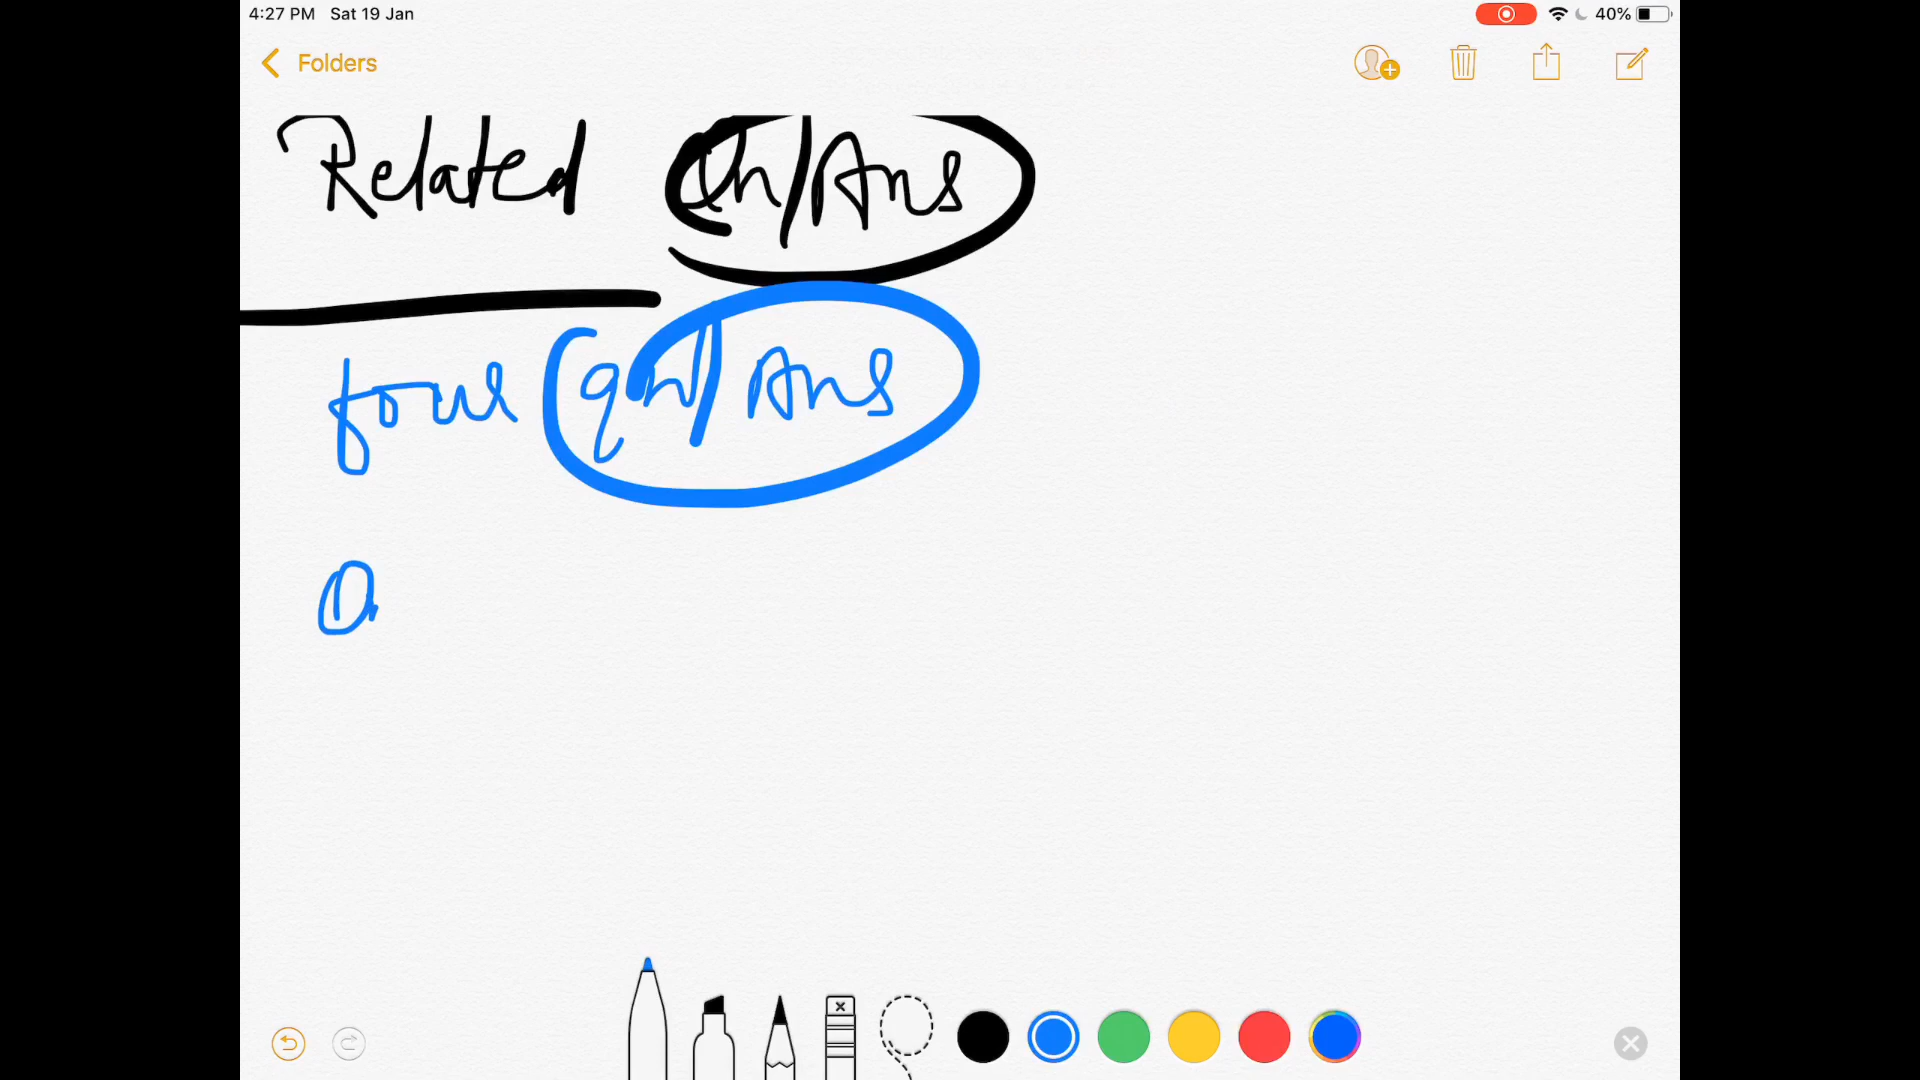 4:27 PM Sat 19 Jan 40%
Folders
Related Qn/Ans
four qn/Ans